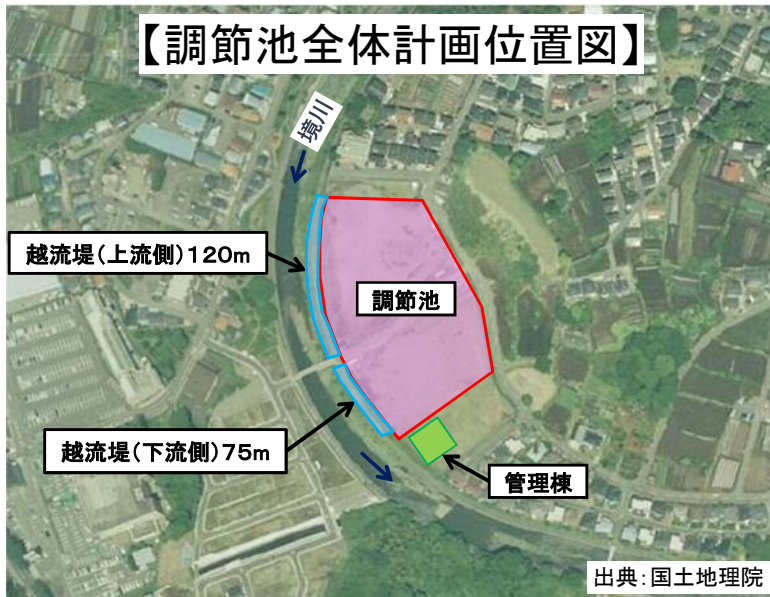 【調節池全体計画位置図】
境川
越流堤(上流側)120m
調節池
越流堤(下流側)75m
管理棟
出典:国土地理院